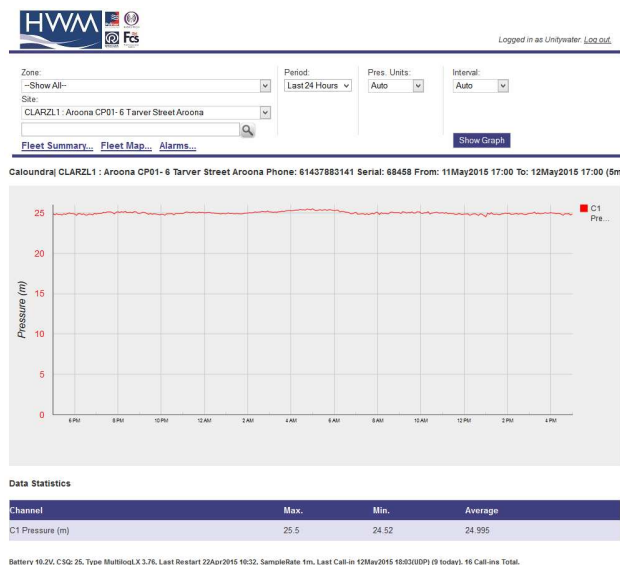 HWM
FCS
Logged in as Unitywater. Log out.
Zone:
--Show All--
Period:
Last 24 Hours
Pres. Units:
Auto
Interval:
Auto
Site:
CLARZL1 : Aroona CP01- 6 Tarver Street Aroona
Fleet Summary... Fleet Map... Alarms...
Show Graph
Caloundra| CLARZL1 : Aroona CP01- 6 Tarver Street Aroona Phone: 61437883141 Serial: 68458 From: 11May2015 17:00 To: 12May2015 17:00 (5m
C1
Pre...
Pressure (m)
25
20
15
10
5
0
6 PM 8 PM 10 PM 12 AM 2 AM 4 AM 6 AM 8 AM 10 AM 12 PM 2 PM 4 PM
Data Statistics
Channel Max. Min. Average
C1 Pressure (m) 25.5 24.52 24.995
Battery 10.2V, CSQ: 25, Type MultilogLX 3.76, Last Restart 22Apr2015 10:32, SampleRate 1m, Last Call-in 12May2015 18:03(UDP) (9 today), 16 Call-ins Total.